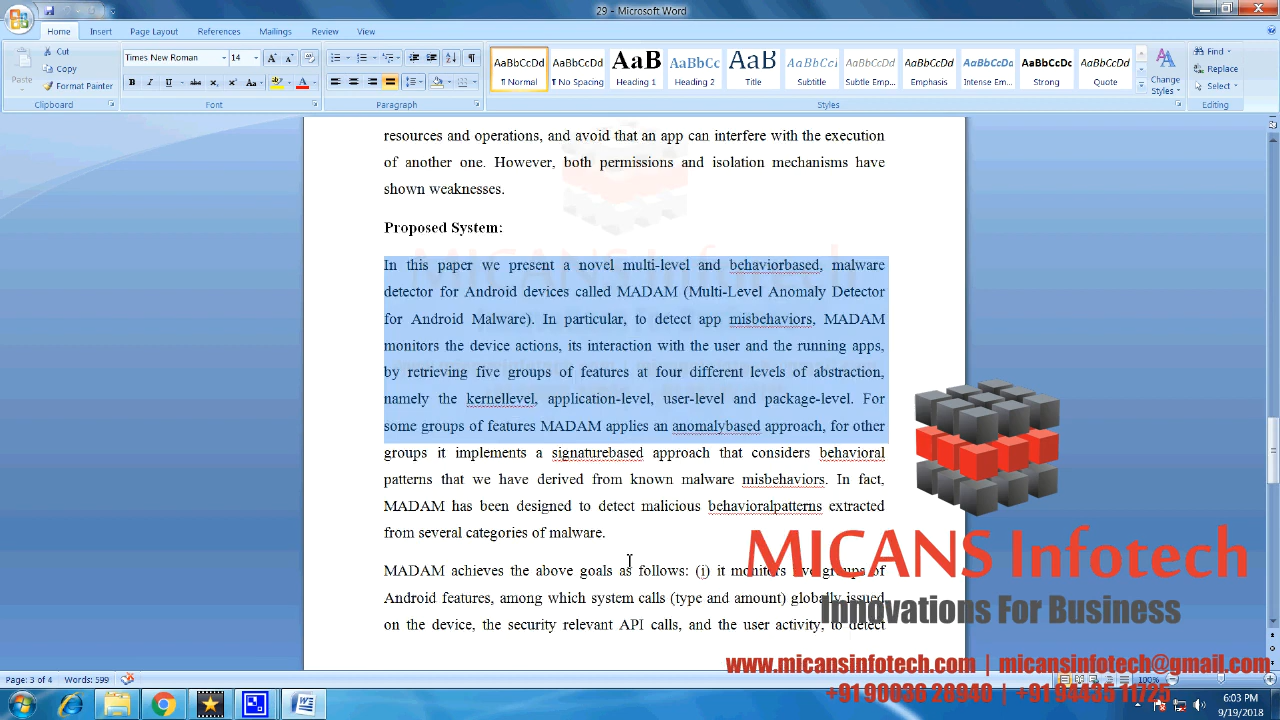 29 - Microsoft Word
Home Insert Page Layout References Mailings Review View
Paste
Cut
Copy
Format Painter
Clipboard
Times New Roman 14
Font
Paragraph
AaBbCcDd AaBbCcDd AaB AaBbCc AaB AaBbCcDd AaBbCcDd AaBbCcDd AaBbCcDd AaBbCcDc AaBbCcDd
¶ Normal ¶ No Spacing Heading 1 Heading 2 Title Subtitle Subtle Emp... Emphasis Intense Em... Strong Quote
Change Styles
Styles
Find
Replace
Select
Editing
resources and operations, and avoid that an app can interfere with the execution
of another one. However, both permissions and isolation mechanisms have
shown weaknesses.
Proposed System:
In this paper we present a novel multi-level and behaviorbased, malware
detector for Android devices called MADAM (Multi-Level Anomaly Detector
for Android Malware). In particular, to detect app misbehaviors, MADAM
monitors the device actions, its interaction with the user and the running apps,
by retrieving five groups of features at four different levels of abstraction,
namely the kernellevel, application-level, user-level and package-level. For
some groups of features MADAM applies an anomalybased approach, for other
groups it implements a signaturebased approach that considers behavioral
patterns that we have derived from known malware misbehaviors. In fact,
MADAM has been designed to detect malicious behavioralpatterns extracted
from several categories of malware.
MADAM achieves the above goals as follows: (i) it monitors five groups of
Android features, among which system calls (type and amount) globally issued
on the device, the security relevant API calls, and the user activity, to detect
MICANS Infotech
Innovations For Business
www.micansinfotech.com | micansinfotech@gmail.com
+91 90036 28940 | +91 94435 11725
Page: 3 of 4 Words: 599
100%
6:03 PM
9/19/2018